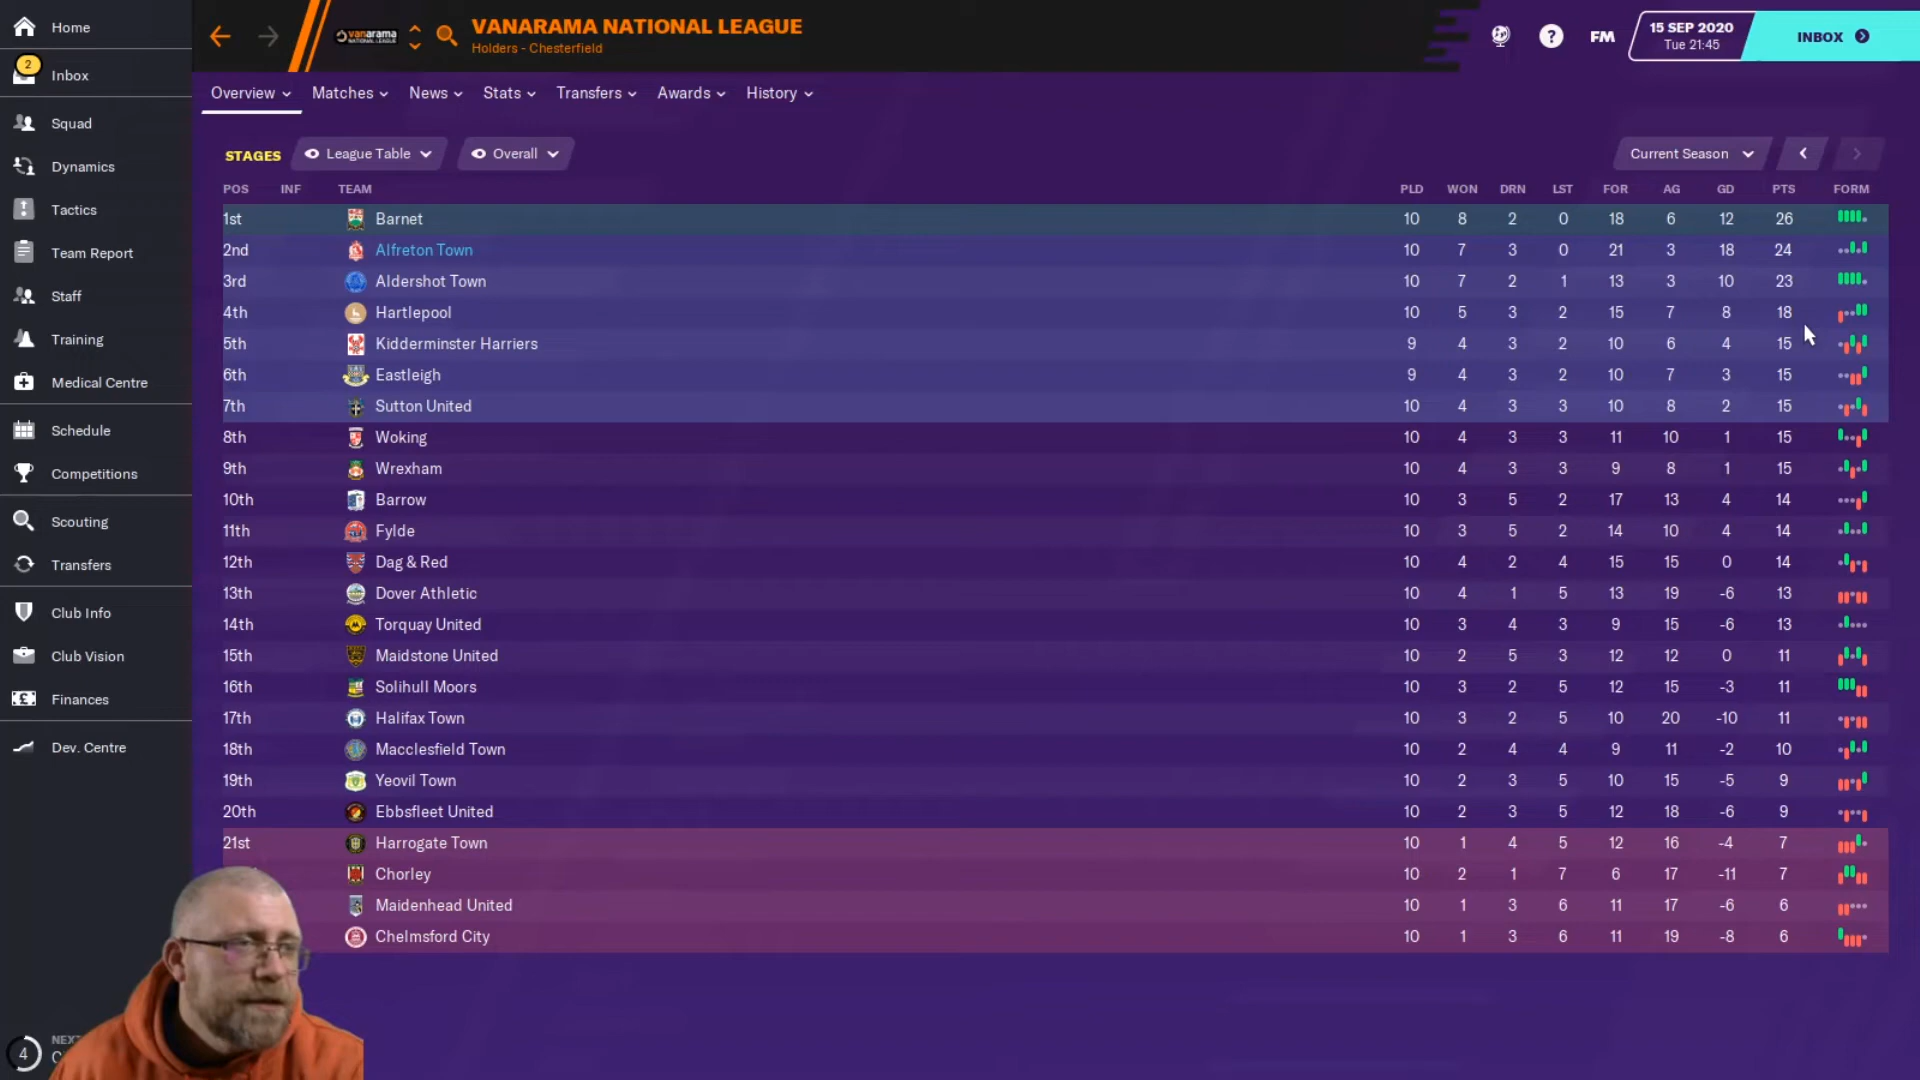 Home
VANARAMA NATIONAL LEAGUE
Holders - Chesterfield
vanarama
NATIONAL LEAGUE
FM
15 SEP 2020
Tue 21:45
INBOX
2
Inbox
Overview Matches News Stats Transfers Awards History
Squad
Dynamics
Tactics
Team Report
Staff
Training
Medical Centre
Schedule
Competitions
Scouting
Transfers
Club Info
Club Vision
Finances
Dev. Centre
STAGES League Table Overall Current Season
POS INF TEAM PLD WON DRN LST FOR AG GD PTS FORM
1st Barnet 10 8 2 0 18 6 12 26
2nd Alfreton Town 10 7 3 0 21 3 18 24
3rd Aldershot Town 10 7 2 1 13 3 10 23
4th Hartlepool 10 5 3 2 15 7 8 18
5th Kidderminster Harriers 9 4 3 2 10 6 4 15
6th Eastleigh 9 4 3 2 10 7 3 15
7th Sutton United 10 4 3 3 10 8 2 15
8th Woking 10 4 3 3 11 10 1 15
9th Wrexham 10 4 3 3 9 8 1 15
10th Barrow 10 3 5 2 17 13 4 14
11th Fylde 10 3 5 2 14 10 4 14
12th Dag & Red 10 4 2 4 15 15 0 14
13th Dover Athletic 10 4 1 5 13 19 -6 13
14th Torquay United 10 3 4 3 9 15 -6 13
15th Maidstone United 10 2 5 3 12 12 0 11
16th Solihull Moors 10 3 2 5 12 15 -3 11
17th Halifax Town 10 3 2 5 10 20 -10 11
18th Macclesfield Town 10 2 4 4 9 11 -2 10
19th Yeovil Town 10 2 3 5 10 15 -5 9
20th Ebbsfleet United 10 2 3 5 12 18 -6 9
21st Harrogate Town 10 1 4 5 12 16 -4 7
Chorley 10 2 1 7 6 17 -11 7
Maidenhead United 10 1 3 6 11 17 -6 6
Chelmsford City 10 1 3 6 11 19 -8 6
4